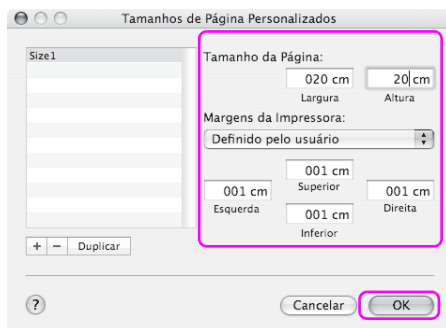 Tamanhos de Página Personalizados
Size1
Tamanho da Página:
020 cm 20 cm
Largura Altura
Margens da Impressora:
Definido pelo usuário
001 cm
Superior
001 cm 001 cm
Esquerda Direita
001 cm
Inferior
+ − Duplicar
? Cancelar OK